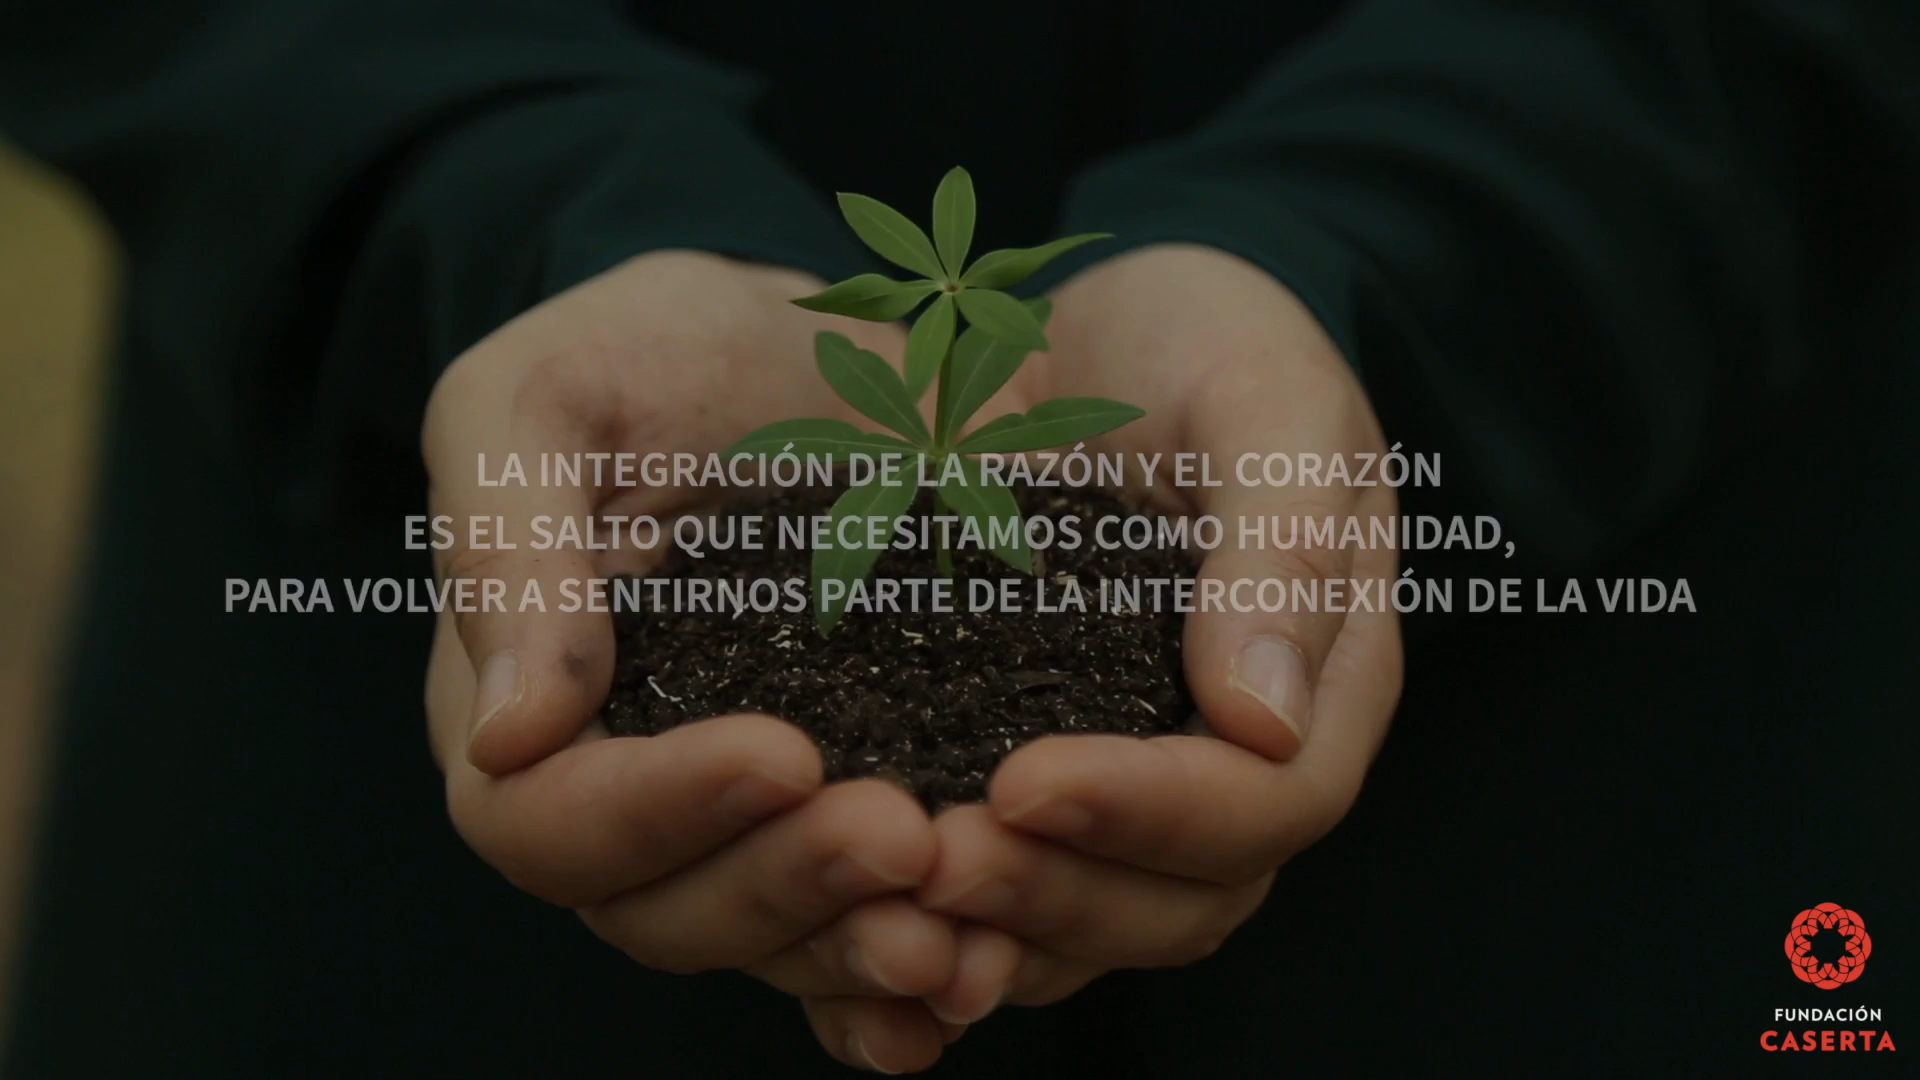 LA INTEGRACIÓN DE LA RAZÓN Y EL CORAZÓN
ES EL SALTO QUE NECESITAMOS COMO HUMANIDAD,
PARA VOLVER A SENTIRNOS PARTE DE LA INTERCONEXIÓN DE LA VIDA
FUNDACIÓN
CASERTA